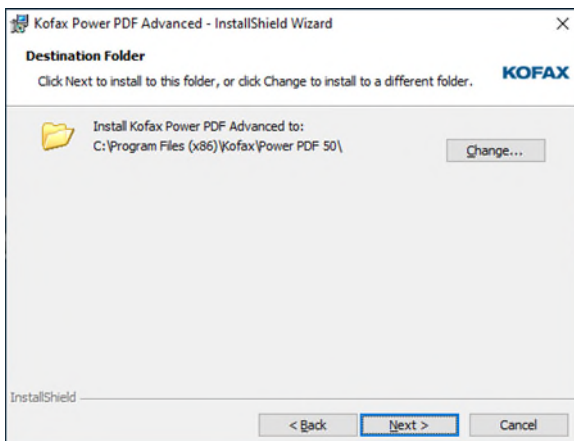 Kofax Power PDF Advanced - InstallShield Wizard
Destination Folder
Click Next to install to this folder, or click Change to install to a different folder.
KOFAX
Install Kofax Power PDF Advanced to:
C:\Program Files (x86)\Kofax\Power PDF 50\
Change...
InstallShield
< Back
Next >
Cancel